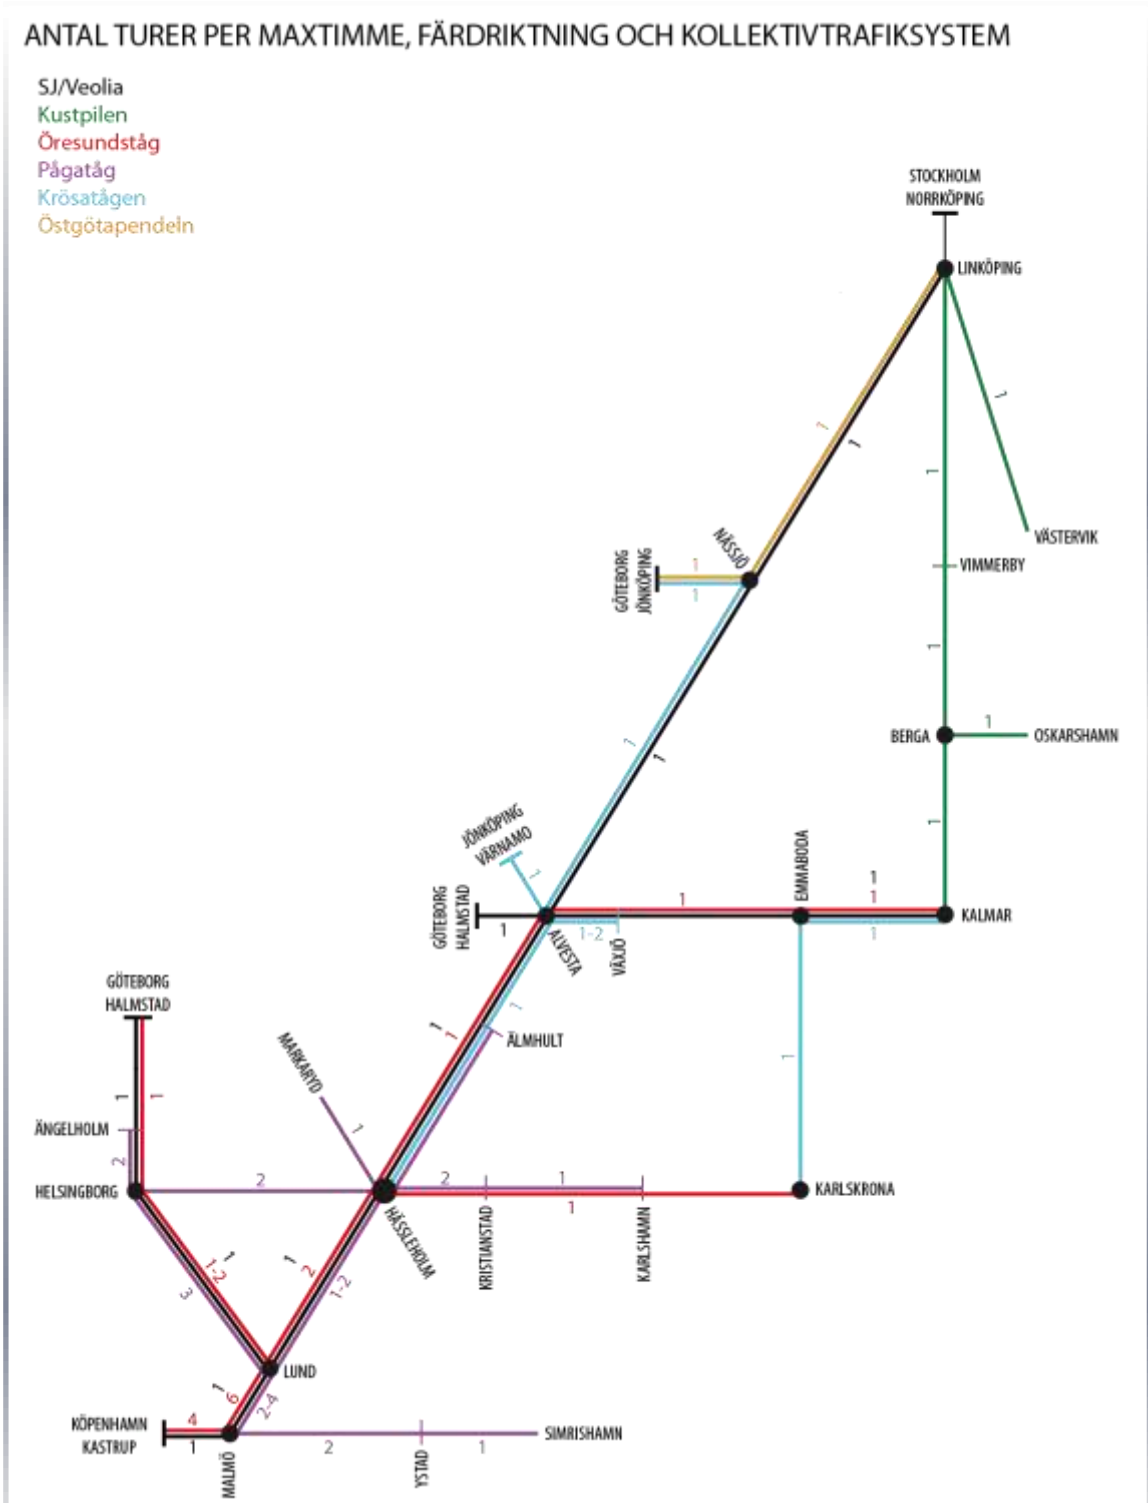 ANTAL TURER PER MAXTIMME, FÄRDRIKTNING OCH KOLLEKTIVTRAFIKSYSTEM
SJ/Veolia
Kustpilen
Öresundståg
Pågatåg
Krösatågen
Östgötapendeln
STOCKHOLM
NORRKÖPING
LINKÖPING
1
1
1
1
VÄSTERVIK
NÄSSJÖ
GÖTEBORG
JÖNKÖPING
1
1
VIMMERBY
1
1
1
BERGA
1
OSKARSHAMN
1
JÖNKÖPING
VÄRNAMO
1
GÖTEBORG
HALMSTAD
1
ALVESTA
1-2
VÄXJÖ
1
EMMABODA
1
1
1
KALMAR
1
1
1
ÄLMHULT
1
GÖTEBORG
HALMSTAD
1
1
MARKARYD
1
1
ÄNGELHOLM
2
HELSINGBORG
2
HÄSSLEHOLM
2
1
1
KRISTIANSTAD
KARLSHAMN
KARLSKRONA
1
1-2
3
1
2
1-2
LUND
1
6
2-4
KÖPENHAMN
KASTRUP
4
1
MALMÖ
2
YSTAD
1
SIMRISHAMN